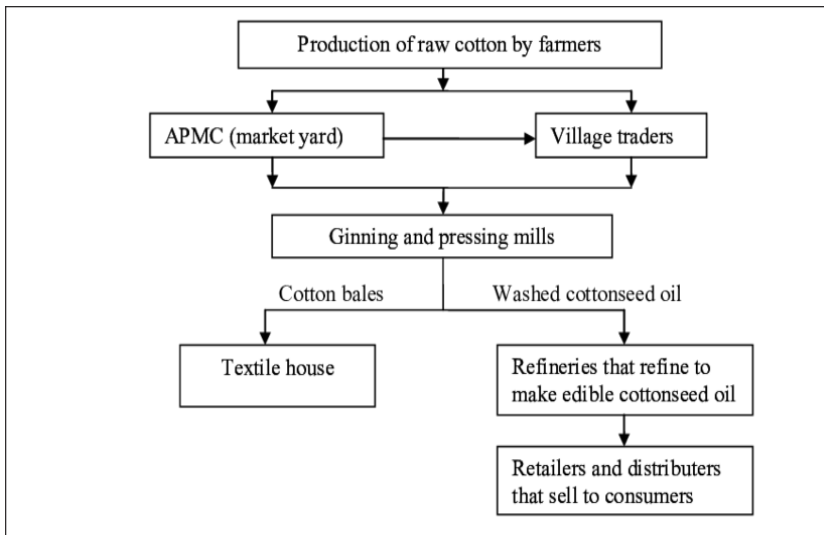 Production of raw cotton by farmers
APMC (market yard)
Village traders
Ginning and pressing mills
Cotton bales
Washed cottonseed oil
Textile house
Refineries that refine to
make edible cottonseed oil
Retailers and distributers
that sell to consumers